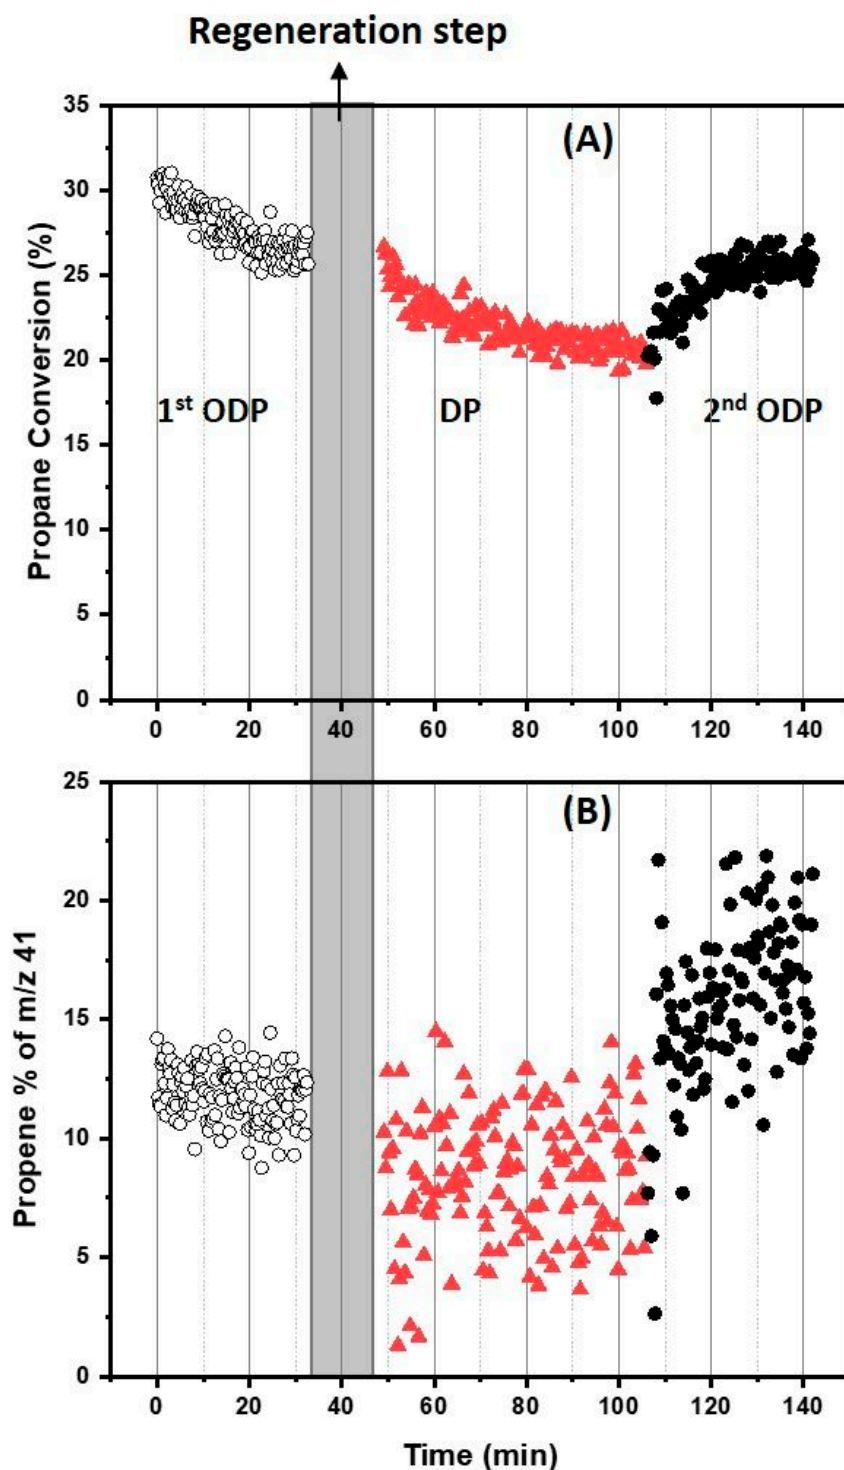 Regeneration step
(A)
35
30
25
20
15
10
5
0
Propane Conversion (%)
1st ODP
DP
2nd ODP
0 20 40 60 80 100 120 140
(B)
25
20
15
10
5
0
Propene % of m/z 41
0 20 40 60 80 100 120 140
Time (min)